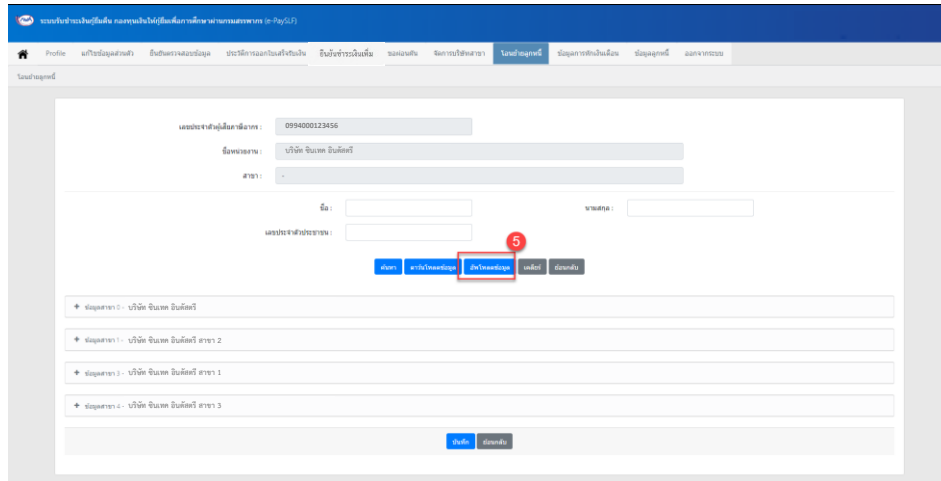 ระบบรับชำระเงินกู้ยืมคืน กองทุนเงินให้กู้ยืมเพื่อการศึกษาผ่านกรมสรรพากร (e-PaySLF)
Profile แก้ไขข้อมูลส่วนตัว ยืนยันตรวจสอบข้อมูล ประวัติการออกใบเสร็จรับเงิน ยืนยันชำระเงินเพิ่ม ขอผ่อนผัน จัดการบริษัทสาขา โอนย้ายลูกหนี้ ข้อมูลการหักเงินเดือน ข้อมูลลูกหนี้ ออกจากระบบ
โอนย้ายลูกหนี้
เลขประจำตัวผู้เสียภาษีอากร : 0994000123456
ชื่อหน่วยงาน : บริษัท ซินเทค อินดัสตรี
สาขา : -
ชื่อ : นามสกุล :
เลขประจำตัวประชาชน :
5
ค้นหา ดาวน์โหลดข้อมูล อัพโหลดข้อมูล เคลียร์ ย้อนกลับ
+ ข้อมูลสาขา 0 - บริษัท ซินเทค อินดัสตรี
+ ข้อมูลสาขา 1 - บริษัท ซินเทค อินดัสตรี สาขา 2
+ ข้อมูลสาขา 3 - บริษัท ซินเทค อินดัสตรี สาขา 1
+ ข้อมูลสาขา 4 - บริษัท ซินเทค อินดัสตรี สาขา 3
บันทึก ย้อนกลับ